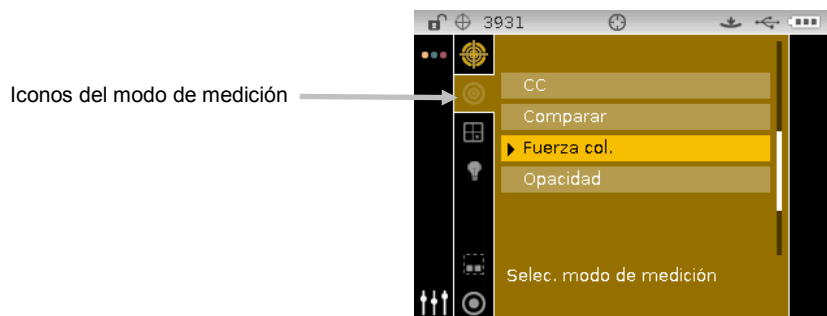 3931
Iconos del modo de medición
CC
Comparar
Fuerza col.
Opacidad
Selec. modo de medición